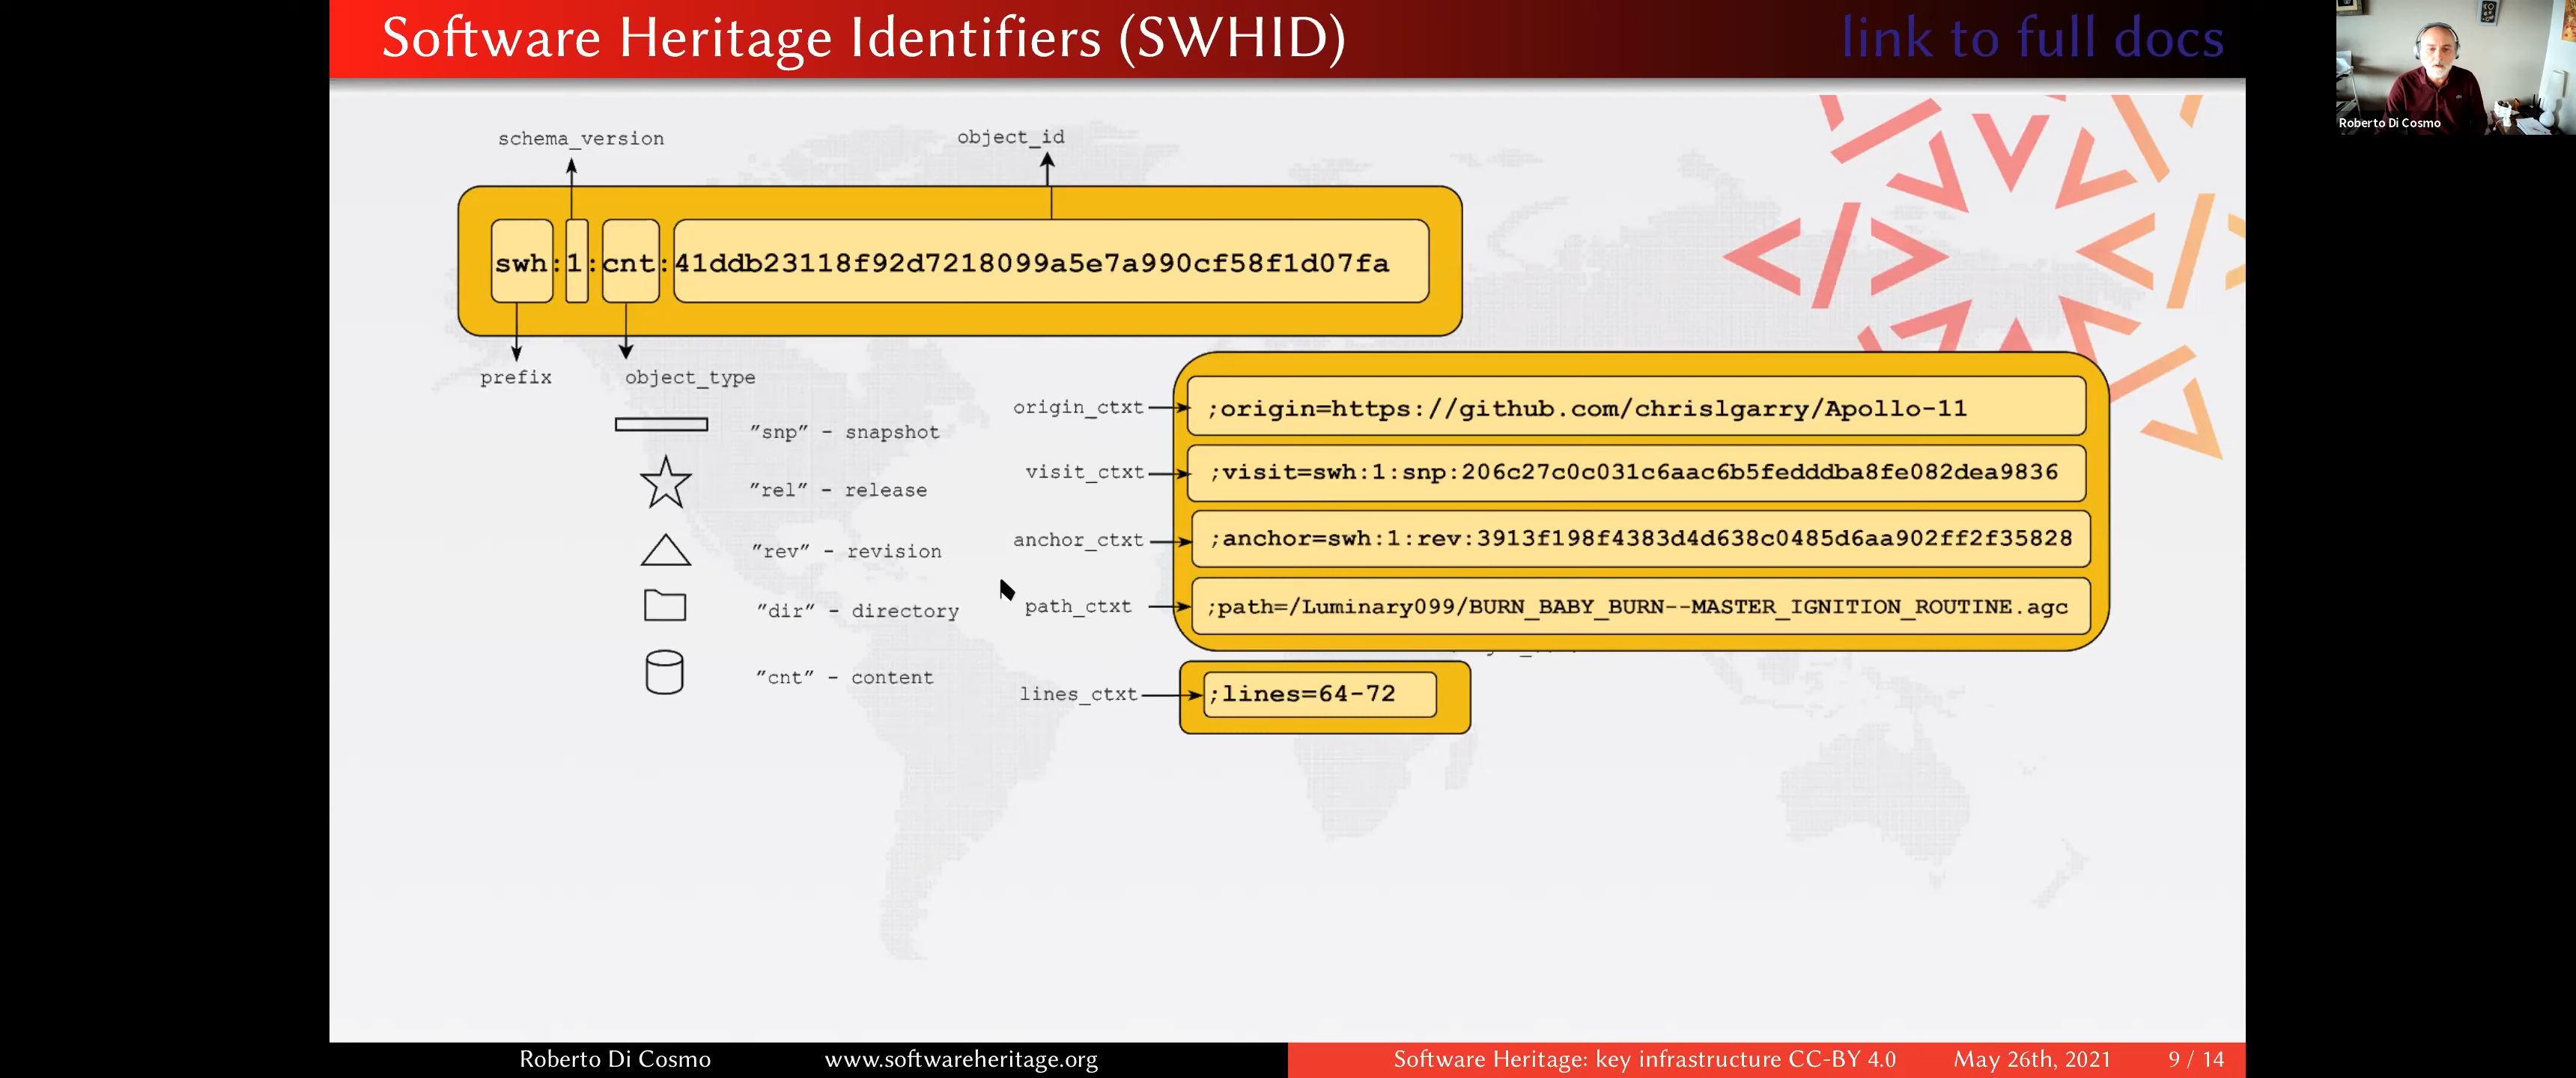 Software Heritage Identifiers (SWHID)
link to full docs
Roberto Di Cosmo
schema_version
object_id
swh:1:cnt:41ddb23118f92d7218099a5e7a990cf58f1d07fa
prefix
object_type
"snp" - snapshot
"rel" - release
"rev" - revision
"dir" - directory
"cnt" - content
origin_ctxt
;origin=https://github.com/chrislgarry/Apollo-11
visit_ctxt
;visit=swh:1:snp:206c27c0c031c6aac6b5fedddba8fe082dea9836
anchor_ctxt
;anchor=swh:1:rev:3913f198f4383d4d638c0485d6aa902ff2f35828
path_ctxt
;path=/Luminary099/BURN_BABY_BURN--MASTER_IGNITION_ROUTINE.agc
lines_ctxt
;lines=64-72
Roberto Di Cosmo
www.softwareheritage.org
Software Heritage: key infrastructure CC-BY 4.0
May 26th, 2021
9 / 14